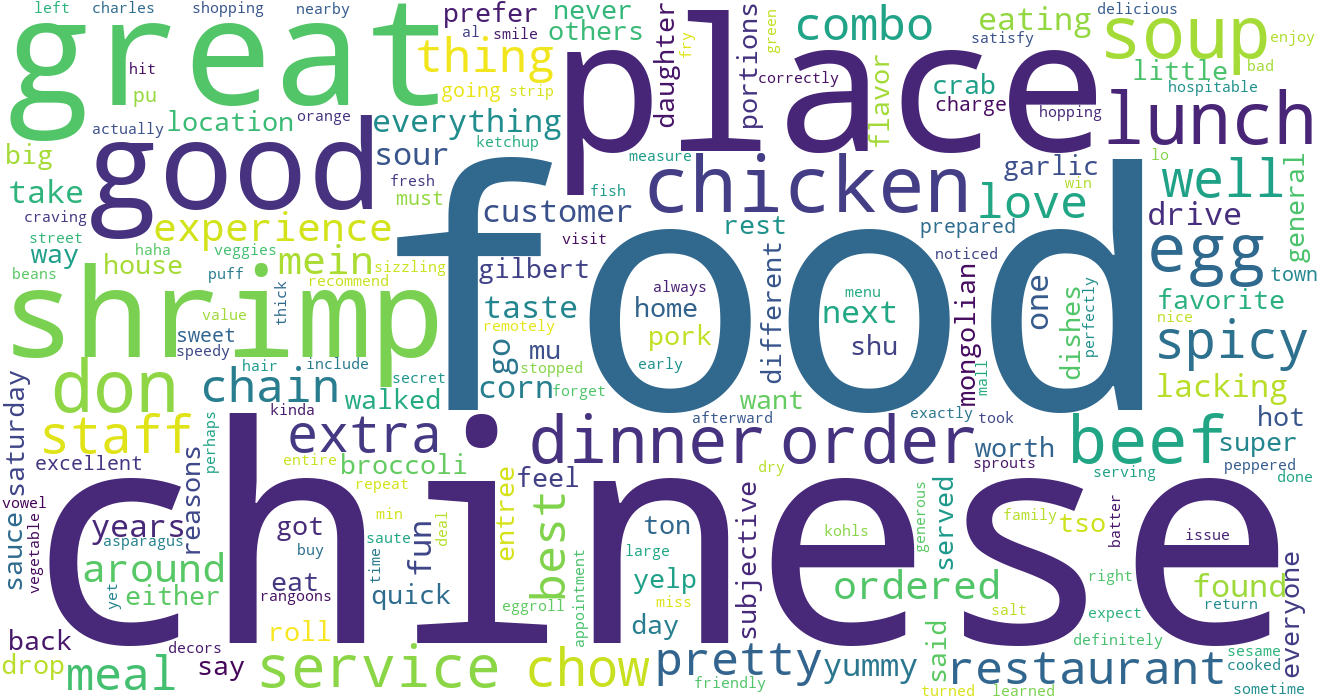 left charles shopping nearby
great
prefer never
al smile others
thing
going strip
daughter
fry
place
portions
green
combo
eating
satisfy
delicious
soup
enjoy
bad
little
hospitable
hit
pu
actually
location
orange
everything
ketchup
correctly
flavor
crab
charge
hopping
lunch
big
good
sour
fresh
must
measure
fish
chicken
garlic
love
lo
win
well
general
take
craving
experience
customer
rest
prepared
visit
drive
street
way
haha
veggies
mein
sizzling
recommend
food
gilbert
different
noticed
egg
town
beans
house
puff
thick
shrimp
always
home
menu
next
mongolian
one
dishes
perfectly
favorite
nice
value
sweet
speedy
taste
remotely
go
mu
pork
shu
spicy
hair
include
secret
stopped
early
mall
don
chain
corn
forget
lacking
saturday
kinda
walked
want
afterward
exactly
took
hot
staff
extra
dinner
order
worth
beef
super
excellent
reasons
perhaps
entire
broccoli
feel
dry
sprouts
serving
peppered
done
repeat
entree
chinese
vowel
sauce
vegetable
years
got
min
deal
best
ton
subjective
kohls
generous
served
family
tso
batter
issue
asparagus
buy
saute
fun
large
around
eat
time
yelp
ordered
right
found
everyone
yet
either
rangoons
quick
eggroll
appointment
miss
salt
expect
return
back
decors
roll
day
said
definitely
sesame
drop
meal
say
service
chow
pretty
yummy
restaurant
cooked
friendly
turned
learned
sometime